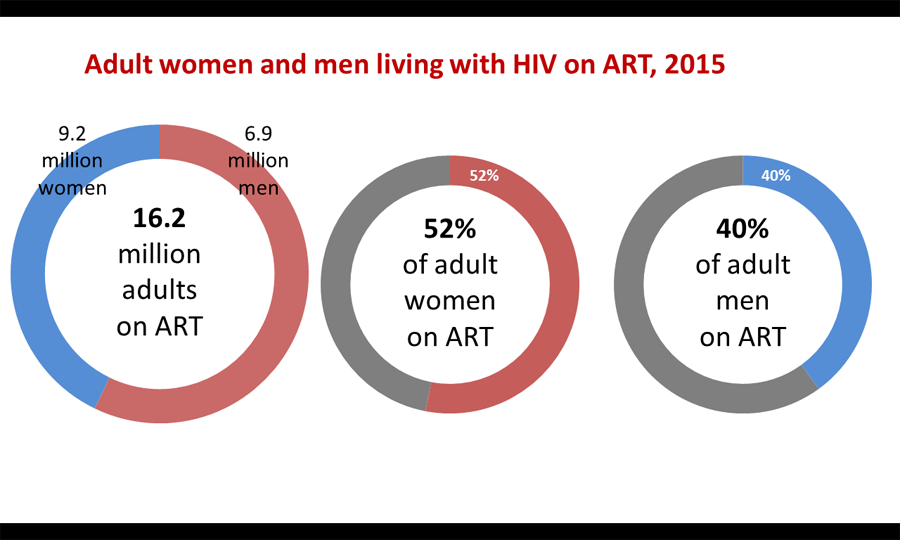 Adult women and men living with HIV on ART, 2015
9.2
million
women
6.9
million
men
16.2
million
adults
on ART
52%
52%
of adult
women
on ART
40%
40%
of adult
men
on ART